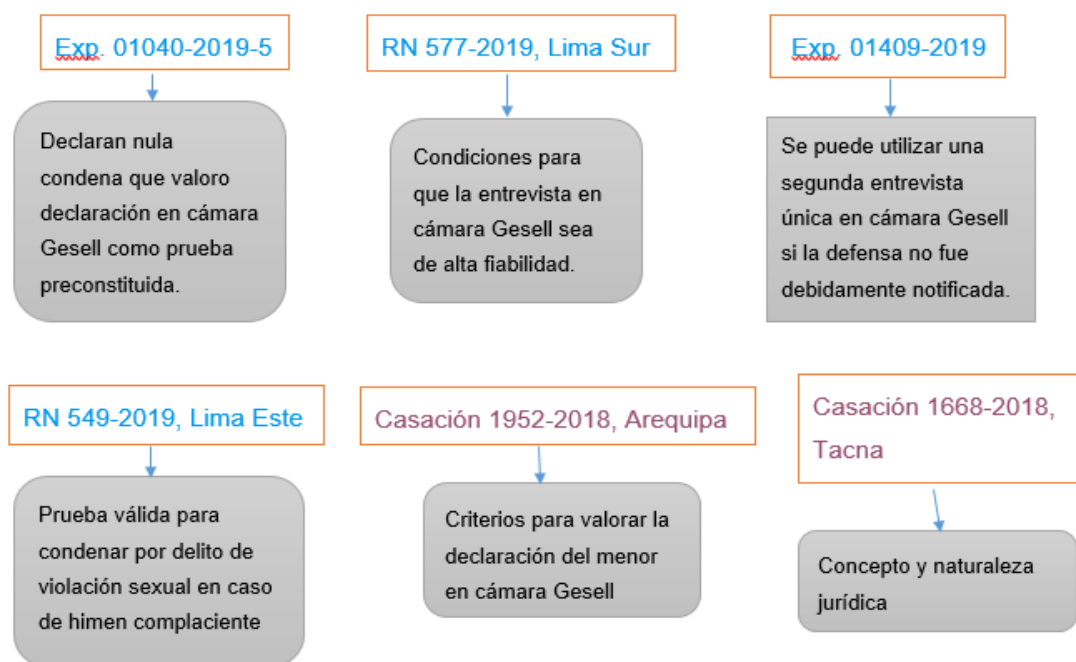 Exp. 01040-2019-5
Declaran nula
condena que valoro
declaración en cámara
Gesell como prueba
preconstituida.
RN 577-2019, Lima Sur
Condiciones para
que la entrevista en
cámara Gesell sea
de alta fiabilidad.
Exp. 01409-2019
Se puede utilizar una
segunda entrevista
única en cámara Gesell
si la defensa no fue
debidamente notificada.
RN 549-2019, Lima Este
Prueba válida para
condenar por delito de
violación sexual en caso
de himen complaciente
Casación 1952-2018, Arequipa
Criterios para valorar la
declaración del menor
en cámara Gesell
Casación 1668-2018,
Tacna
Concepto y naturaleza
jurídica